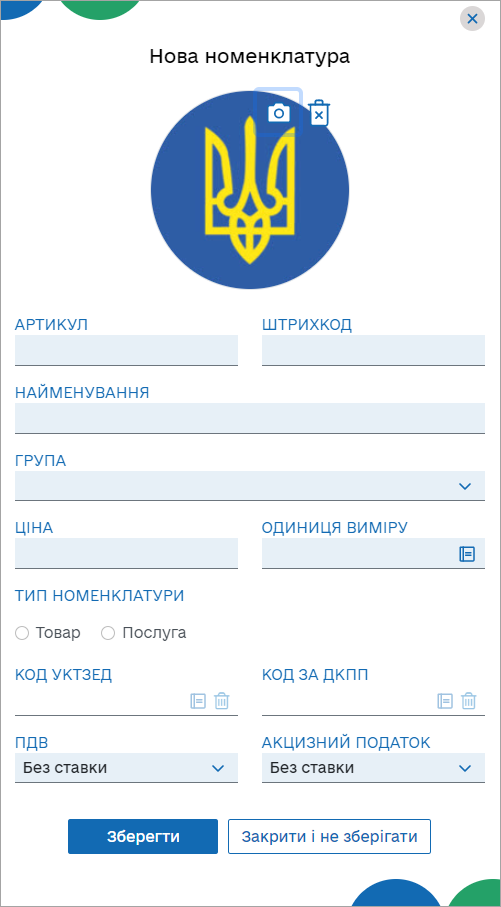 Нова номенклатура
АРТИКУЛ ШТРИХКОД
НАЙМЕНУВАННЯ
ГРУПА
ЦІНА ОДИНИЦЯ ВИМІРУ
ТИП НОМЕНКЛАТУРИ
Товар Послуга
КОД УКТЗЕД КОД ЗА ДКПП
ПДВ АКЦИЗНИЙ ПОДАТОК
Без ставки Без ставки
Зберегти Закрити і не зберігати